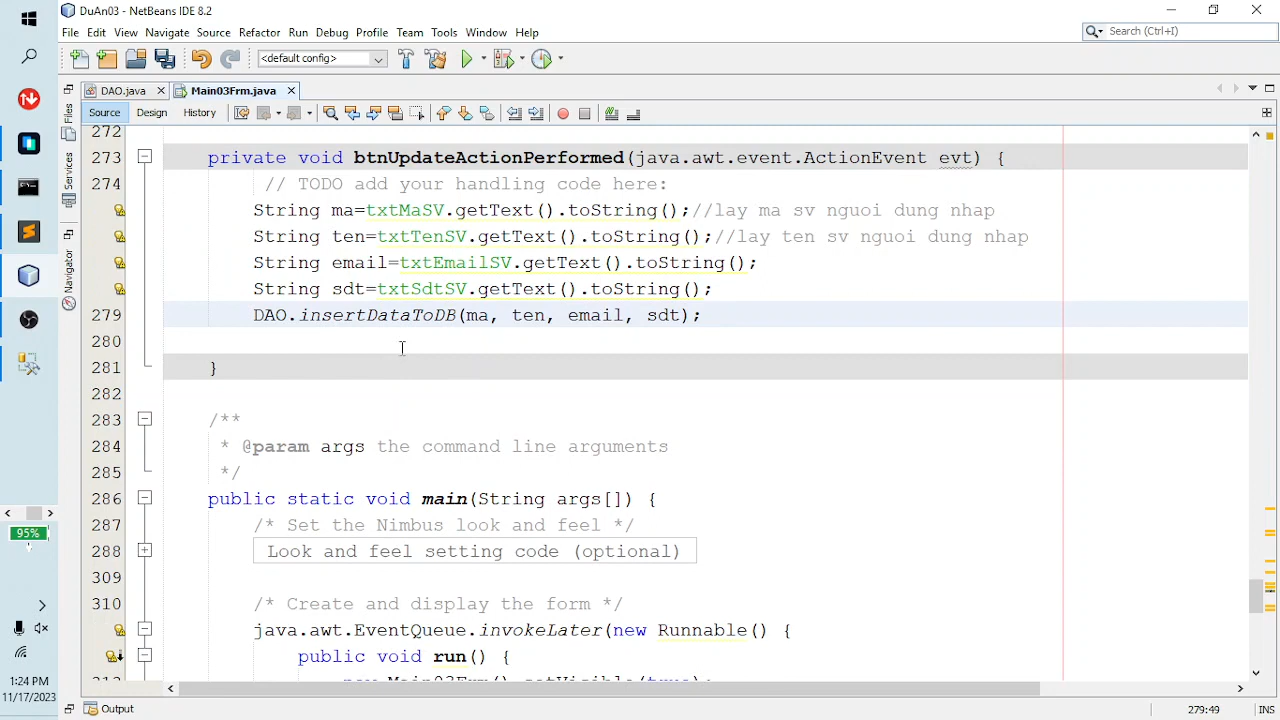 DuAn03 - NetBeans IDE 8.2
File Edit View Navigate Source Refactor Run Debug Profile Team Tools Window Help
Search (Ctrl+I)
<default config>
DAO.java
Main03Frm.java
Source Design History
Files
Services
Navigator
272
273 private void btnUpdateActionPerformed(java.awt.event.ActionEvent evt) {
274 // TODO add your handling code here:
String ma=txtMaSV.getText().toString();//lay ma sv nguoi dung nhap
String ten=txtTenSV.getText().toString();//lay ten sv nguoi dung nhap
String email=txtEmailSV.getText().toString();
String sdt=txtSdtSV.getText().toString();
279 DAO.insertDataToDB(ma, ten, email, sdt);
280
281 }
282
283 /**
284 * @param args the command line arguments
285 */
286 public static void main(String args[]) {
287 /* Set the Nimbus look and feel */
288 Look and feel setting code (optional)
309
310 /* Create and display the form */
java.awt.EventQueue.invokeLater(new Runnable() {
public void run() {
new Main03Frm().setVisible(true);
95%
1:24 PM
11/17/2023
Output
279:49 INS